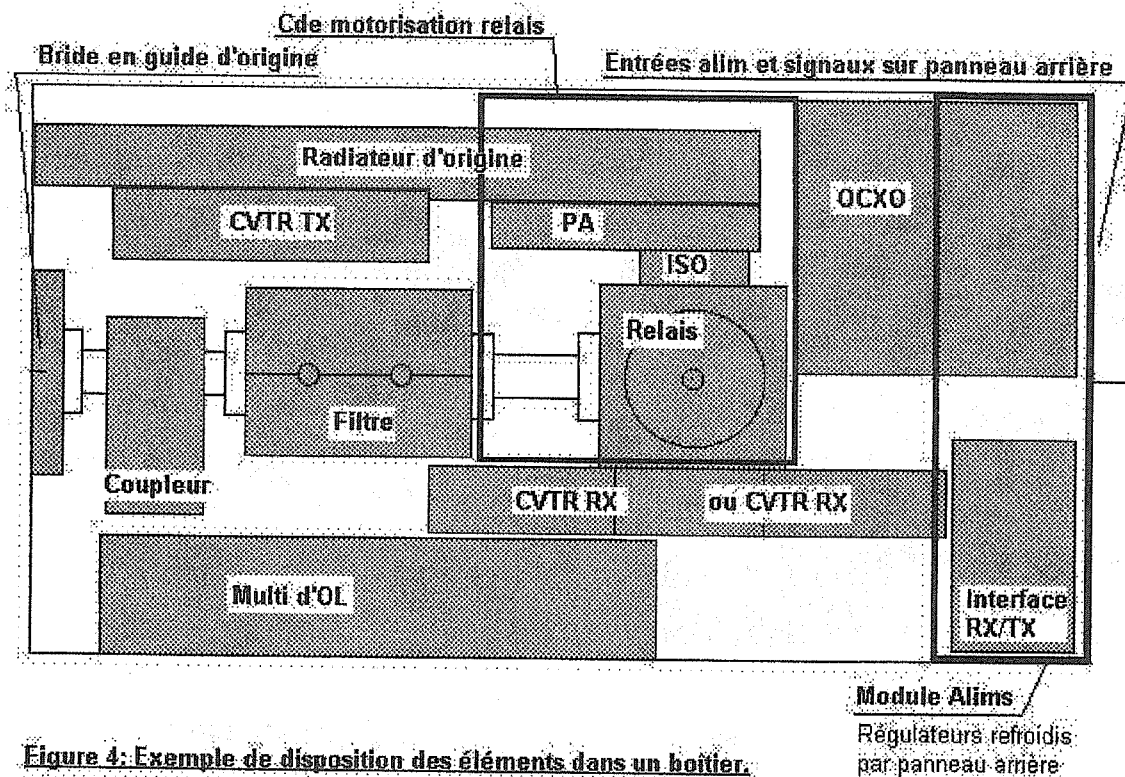 Cde motorisation relais
Bride en guide d'origine
Entrées alim et signaux sur panneau arrière
Radiateur d'origine
OCXO
CVTR TX
PA
ISO
Relais
Filtre
Coupleur
CVTR RX
ou CVTR RX
Multi d'OL
Interface
RX/TX
Module Alims
Régulateurs refroidis
par panneau arrière
Figure 4: Exemple de disposition des éléments dans un boitier.